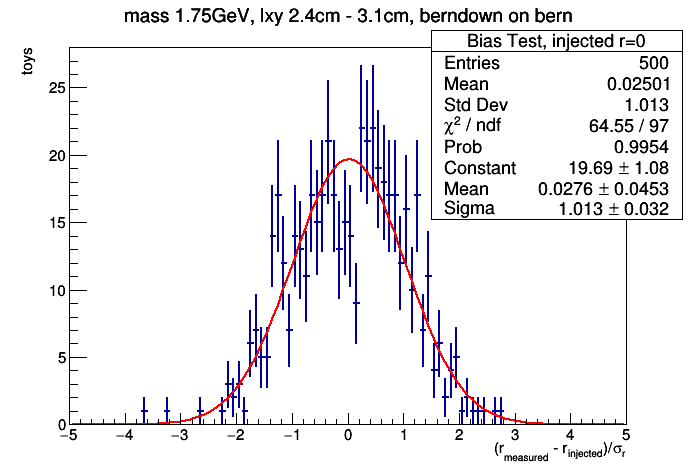 mass 1.75GeV, lxy 2.4cm - 3.1cm, berndown on bern
Bias Test, injected r=0
Entries 500
Mean 0.02501
Std Dev 1.013
χ² / ndf 64.55 / 97
Prob 0.9954
Constant 19.69 ± 1.08
Mean 0.0276 ± 0.0453
Sigma 1.013 ± 0.032
toys
25
20
15
10
5
0
−5 −4 −3 −2 −1 0 1 2 3 4 5
(r_measured - r_injected)/σ_r